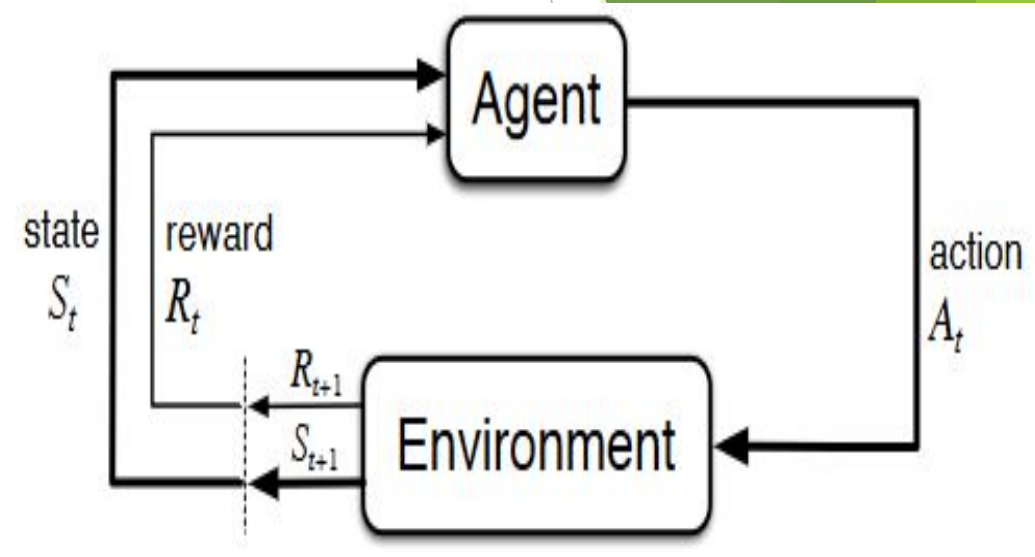 Agent
state
S_t
reward
R_t
action
A_t
R_{t+1}
S_{t+1}
Environment